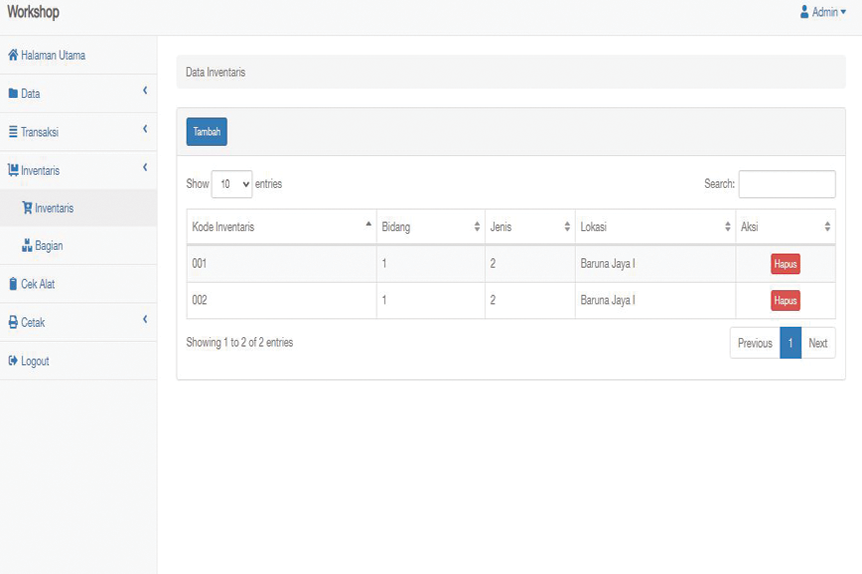 Workshop
Admin
Halaman Utama
Data
Transaksi
Inventaris
Inventaris
Bagian
Cek Alat
Cetak
Logout
Data Inventaris
Tambah
Show 10 entries
Search:
Kode Inventaris Bidang Jenis Lokasi Aksi
001 1 2 Baruna Jaya I Hapus
002 1 2 Baruna Jaya I Hapus
Showing 1 to 2 of 2 entries
Previous 1 Next